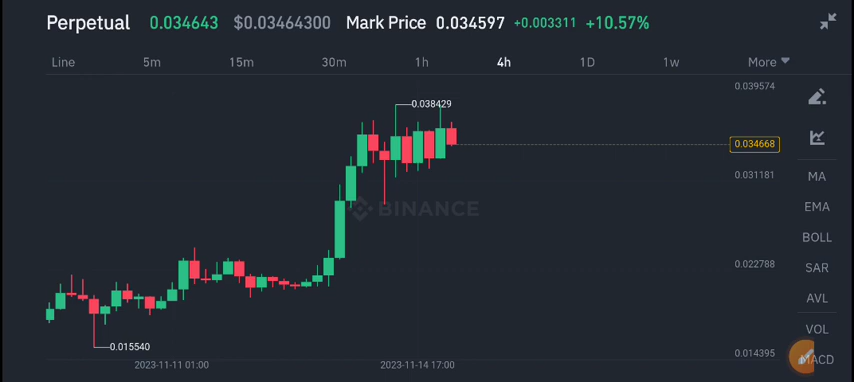 Perpetual 0.034643 $0.03464300 Mark Price 0.034597 +0.003311 +10.57%
Line 5m 15m 30m 1h 4h 1D 1w More
0.039574
0.038429
0.034668
0.031181
MA
BINANCE
EMA
BOLL
0.022788
SAR
AVL
VOL
0.015540
0.014395
MACD
2023-11-11 01:00 2023-11-14 17:00